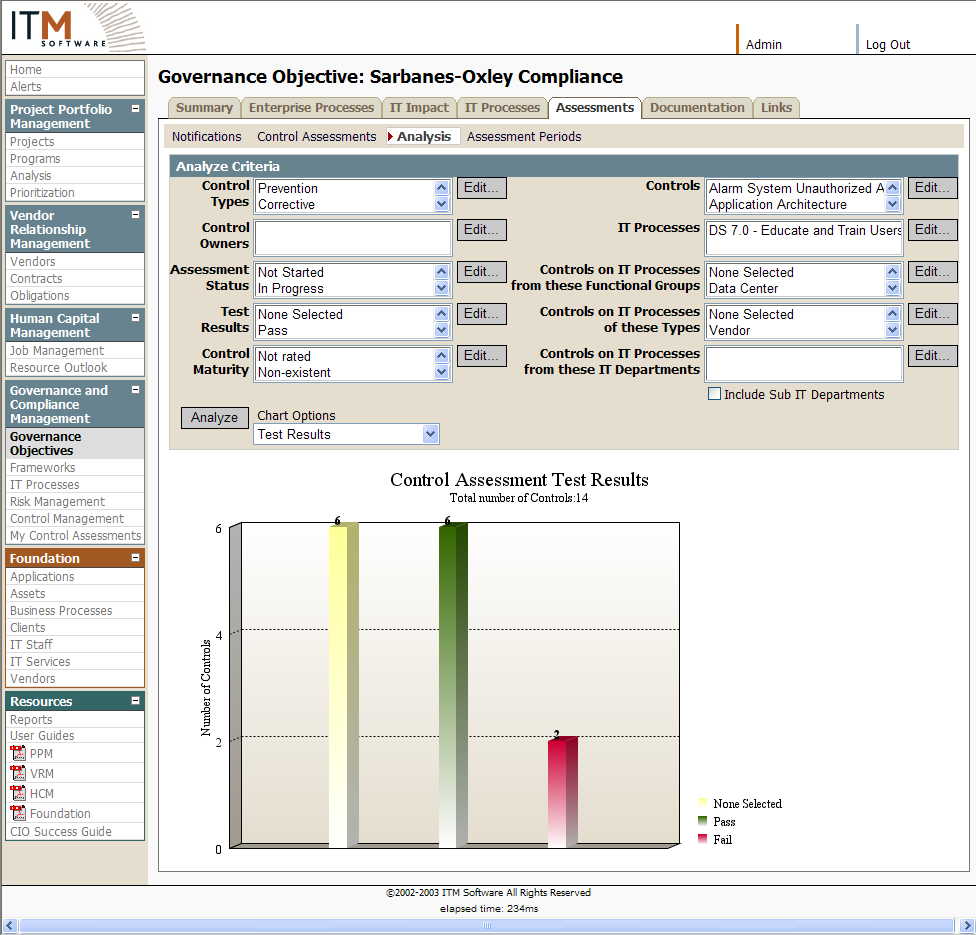 ITM
SOFTWARE
Admin
Log Out
Home
Alerts
Project Portfolio
Management
Projects
Programs
Analysis
Prioritization
Vendor
Relationship
Management
Vendors
Contracts
Obligations
Human Capital
Management
Job Management
Resource Outlook
Governance and
Compliance
Management
Governance
Objectives
Frameworks
IT Processes
Risk Management
Control Management
My Control Assessments
Foundation
Applications
Assets
Business Processes
Clients
IT Staff
IT Services
Vendors
Resources
Reports
User Guides
PPM
VRM
HCM
Foundation
CIO Success Guide
Governance Objective: Sarbanes-Oxley Compliance
Summary Enterprise Processes IT Impact IT Processes Assessments Documentation Links
Notifications Control Assessments Analysis Assessment Periods
Analyze Criteria
Control
Types
Prevention
Corrective
Edit...
Controls
Alarm System Unauthorized A
Application Architecture
Edit...
Control
Owners
Edit...
IT Processes
DS 7.0 - Educate and Train Users
Edit...
Assessment
Status
Not Started
In Progress
Edit...
Controls on IT Processes
from these Functional Groups
None Selected
Data Center
Edit...
Test
Results
None Selected
Pass
Edit...
Controls on IT Processes
of these Types
None Selected
Vendor
Edit...
Control
Maturity
Not rated
Non-existent
Edit...
Controls on IT Processes
from these IT Departments
Edit...
Include Sub IT Departments
Analyze
Chart Options
Test Results
Control Assessment Test Results
Total number of Controls:14
Number of Controls
6
4
2
0
6
6
2
None Selected
Pass
Fail
©2002-2003 ITM Software All Rights Reserved
elapsed time: 234ms